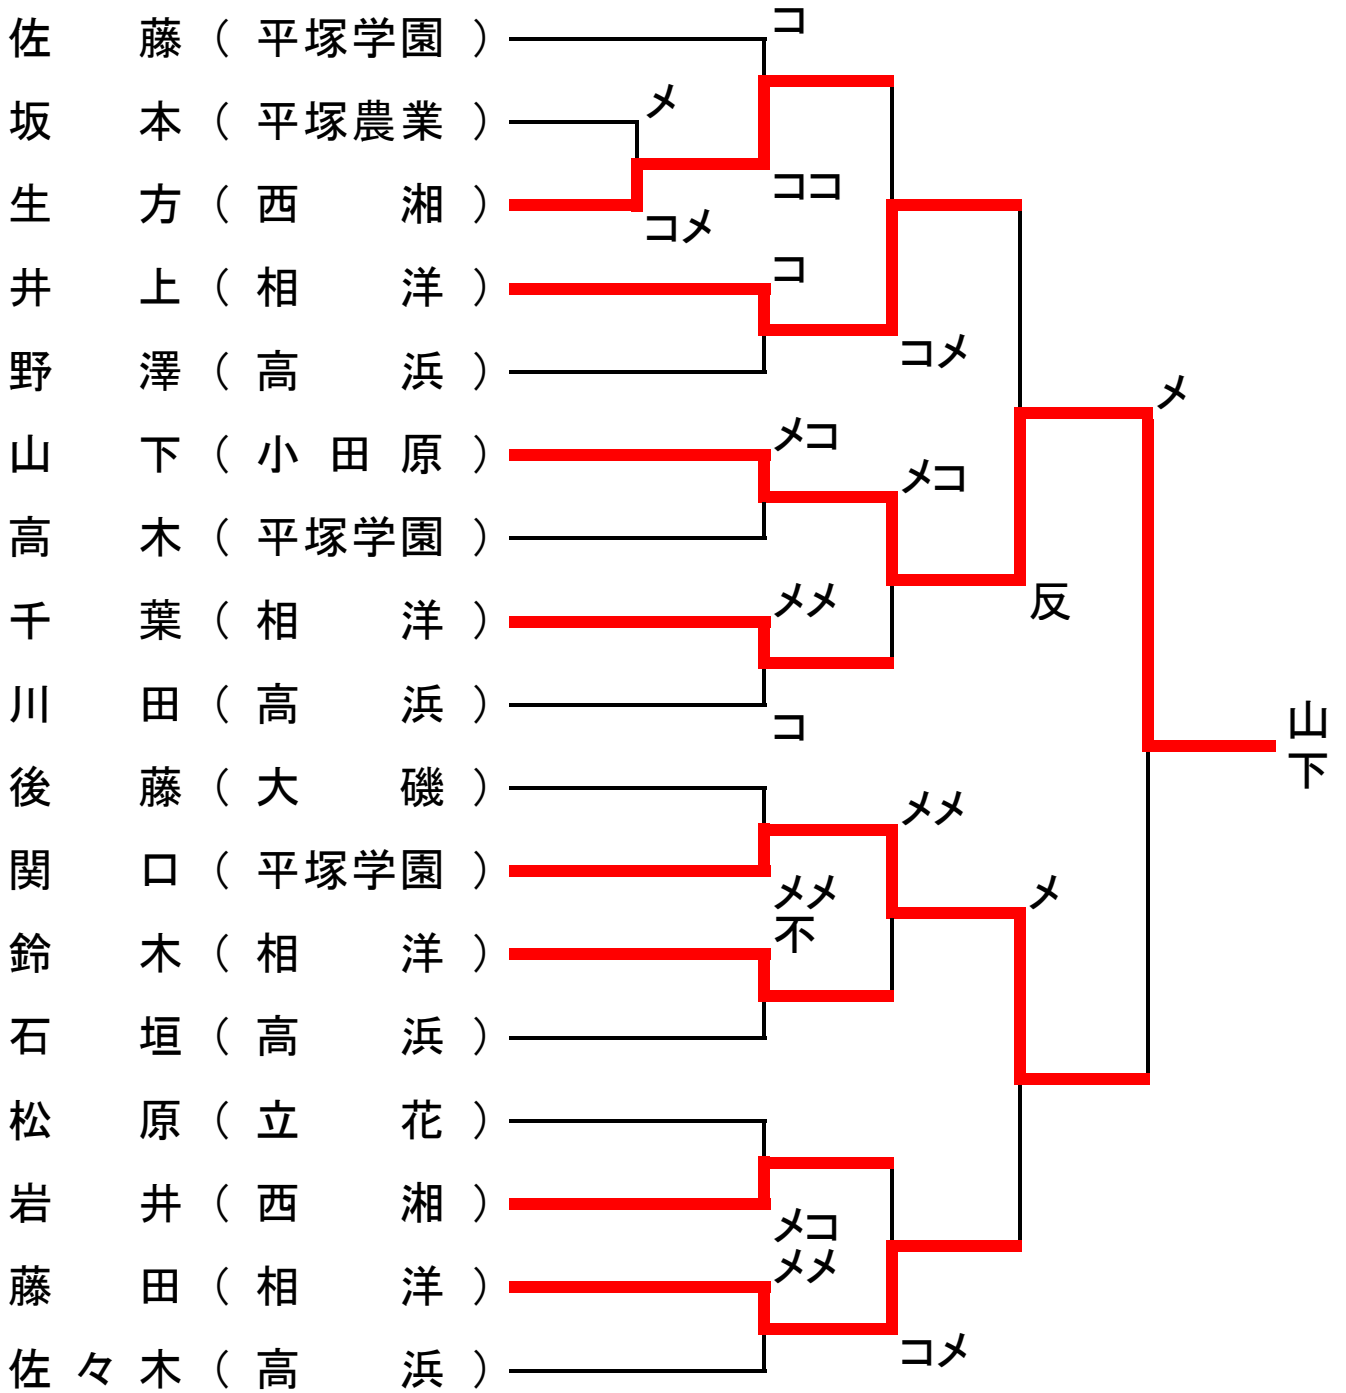 佐藤（平塚学園）
コ
坂本（平塚農業）
メ
生方（西湘）
ココ
コメ
井上（相洋）
コ
野澤（高浜）
コメ
山下（小田原）
メコ
メ
高木（平塚学園）
メコ
千葉（相洋）
メメ
反
川田（高浜）
コ
山下
後藤（大磯）
メメ
関口（平塚学園）
メメ
メ
鈴木（相洋）
不
石垣（高浜）
松原（立花）
岩井（西湘）
メコ
藤田（相洋）
メメ
佐々木（高浜）
コメ